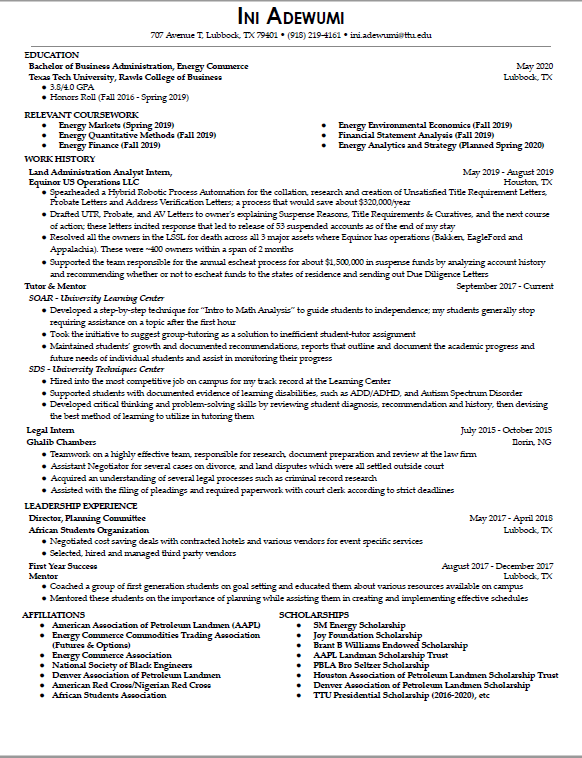 INI ADEWUMI
707 Avenue T, Lubbock, TX 79401 • (918) 219-4161 • ini.adewumi@ttu.edu
EDUCATION
Bachelor of Business Administration, Energy Commerce May 2020
Texas Tech University, Rawls College of Business Lubbock, TX
● 3.8/4.0 GPA
● Honors Roll (Fall 2016 - Spring 2019)
RELEVANT COURSEWORK
● Energy Markets (Spring 2019) ● Energy Environmental Economics (Fall 2019)
● Energy Quantitative Methods (Fall 2019) ● Financial Statement Analysis (Fall 2019)
● Energy Finance (Fall 2019) ● Energy Analytics and Strategy (Planned Spring 2020)
WORK HISTORY
Land Administration Analyst Intern, May 2019 - August 2019
Equinor US Operations LLC Houston, TX
● Spearheaded a Hybrid Robotic Process Automation for the collation, research and creation of Unsatisfied Title Requirement Letters,
Probate Letters and Address Verification Letters; a process that would save about $320,000/year
● Drafted UTR, Probate, and AV Letters to owner's explaining Suspense Reasons, Title Requirements & Curatives, and the next course
of action; these letters incited response that led to release of 53 suspended accounts as of the end of my stay
● Resolved all the owners in the LSSL for death across all 3 major assets where Equinor has operations (Bakken, EagleFord and
Appalachia). These were ~400 owners within a span of 2 months
● Supported the team responsible for the annual escheat process for about $1,500,000 in suspense funds by analyzing account history
and recommending whether or not to escheat funds to the states of residence and sending out Due Diligence Letters
Tutor & Mentor September 2017 - Current
SOAR - University Learning Center
● Developed a step-by-step technique for "Intro to Math Analysis" to guide students to independence; my students generally stop
requiring assistance on a topic after the first hour
● Took the initiative to suggest group-tutoring as a solution to inefficient student-tutor assignment
● Maintained students' growth and documented recommendations, reports that outline and document the academic progress and
future needs of individual students and assist in monitoring their progress
SDS - University Techniques Center
● Hired into the most competitive job on campus for my track record at the Learning Center
● Supported students with documented evidence of learning disabilities, such as ADD/ADHD, and Autism Spectrum Disorder
● Developed critical thinking and problem-solving skills by reviewing student diagnosis, recommendation and history, then devising
the best method of learning to utilize in tutoring them
Legal Intern July 2015 - October 2015
Ghalib Chambers Ilorin, NG
● Teamwork on a highly effective team, responsible for research, document preparation and review at the law firm
● Assistant Negotiator for several cases on divorce, and land disputes which were all settled outside court
● Acquired an understanding of several legal processes such as criminal record research
● Assisted with the filing of pleadings and required paperwork with court clerk according to strict deadlines
LEADERSHIP EXPERIENCE
Director, Planning Committee May 2017 - April 2018
African Students Organization Lubbock, TX
● Negotiated cost saving deals with contracted hotels and various vendors for event specific services
● Selected, hired and managed third party vendors
First Year Success August 2017 - December 2017
Mentor Lubbock, TX
● Coached a group of first generation students on goal setting and educated them about various resources available on campus
● Mentored these students on the importance of planning while assisting them in creating and implementing effective schedules
AFFILIATIONS
● American Association of Petroleum Landmen (AAPL)
● Energy Commerce Commodities Trading Association
(Futures & Option)
● Energy Commerce Association
● National Society of Black Engineers
● Denver Association of Petroleum Landmen
● American Red Cross/Nigerian Red Cross
● African Students Association
SCHOLARSHIPS
● SM Energy Scholarship
● Joy Foundation Scholarship
● Brant B Williams Endowed Scholarship
● AAPL Landman Scholarship Trust
● PBLA Bro Seltzer Scholarship
● Houston Association of Petroleum Landmen Scholarship Trust
● Denver Association of Petroleum Landmen Scholarship
● TTU Presidential Scholarship (2016-2020), etc